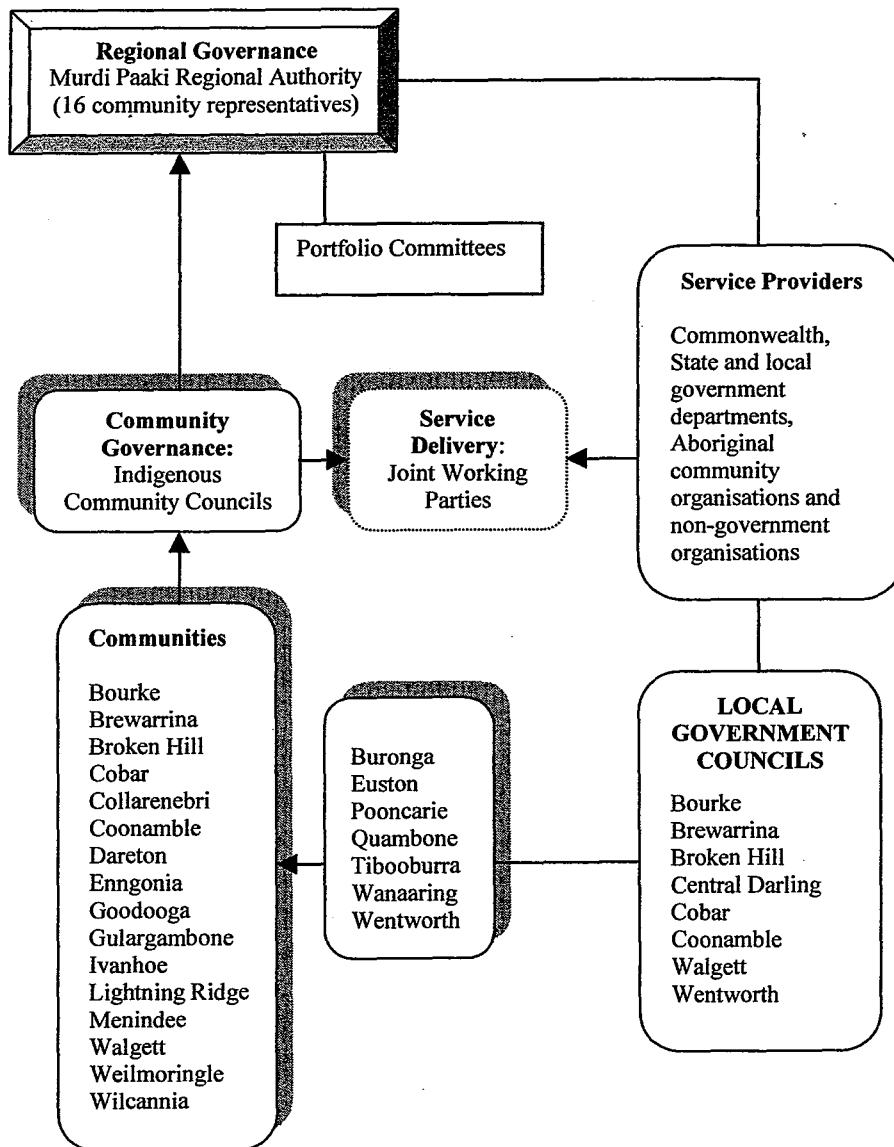 Regional Governance
Murdi Paaki Regional Authority
(16 community representatives)
Portfolio Committees
Service Providers
Commonwealth,
State and local
government
departments,
Aboriginal
community
organisations and
non-government
organisations
Community
Governance:
Indigenous
Community Councils
Service
Delivery:
Joint Working
Parties
Communities
Bourke
Brewarrina
Broken Hill
Cobar
Collarenebri
Coonamble
Dareton
Enngonia
Goodooga
Gulargambone
Ivanhoe
Lightning Ridge
Menindee
Walgett
Weilmoringle
Wilcannia
Buronga
Euston
Pooncarie
Quambone
Tibooburra
Wanaaring
Wentworth
LOCAL
GOVERNMENT
COUNCILS
Bourke
Brewarrina
Broken Hill
Central Darling
Cobar
Coonamble
Walgett
Wentworth